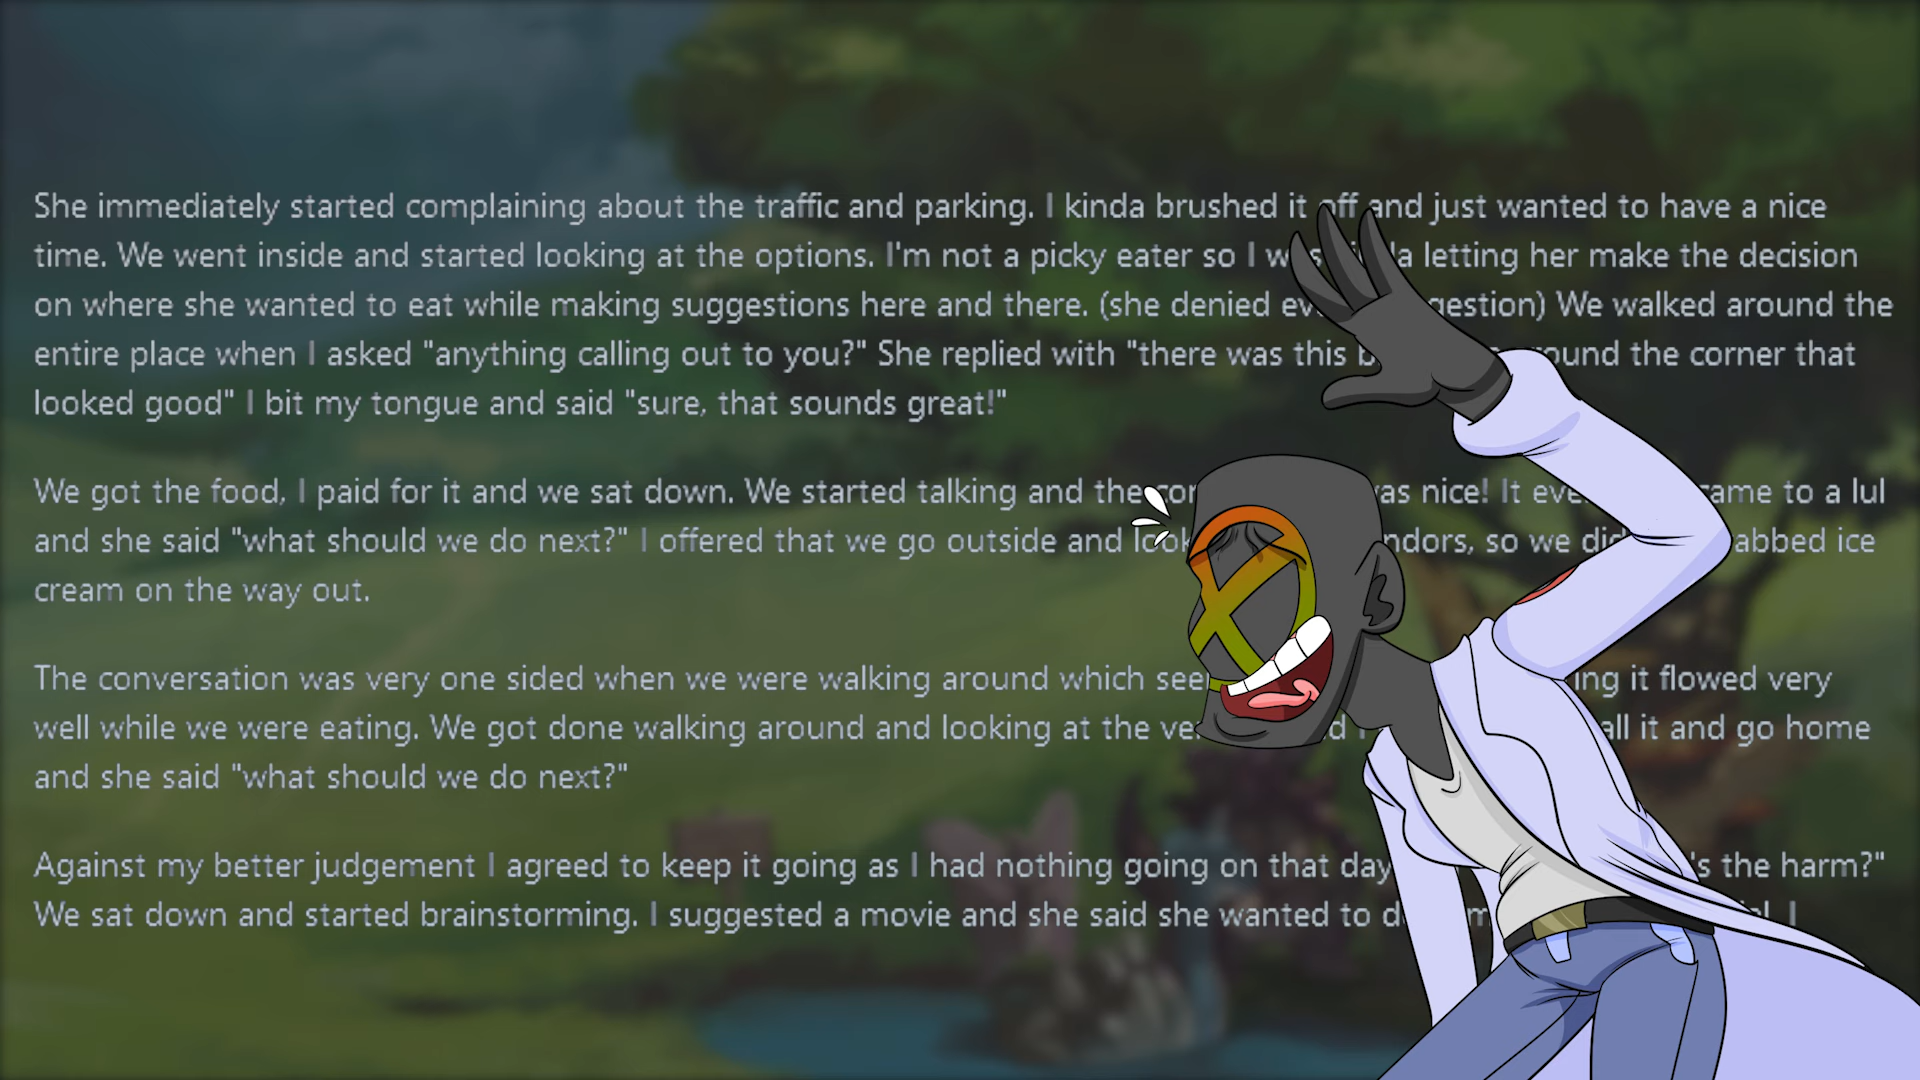 She immediately started complaining about the traffic and parking. I kinda brushed it off and just wanted to have a nice
time. We went inside and started looking at the options. I'm not a picky eater so I was a letting her make the decision
on where she wanted to eat while making suggestions here and there. (she denied gestion) We walked around the
entire place when I asked "anything calling out to you?" She replied with "there was this around the corner that
looked good" I bit my tongue and said "sure, that sounds great!"
We got the food, I paid for it and we sat down. We started talking and the was nice! It came to a lul
and she said "what should we do next?" I offered that we go outside and look ndors, so we did abbed ice
cream on the way out.
The conversation was very one sided when we were walking around which ing it flowed very
well while we were eating. We got done walking around and looking at the all it and go home
and she said "what should we do next?"
Against my better judgement I agreed to keep it going as I had nothing going on that day 's the harm?"
We sat down and started brainstorming. I suggested a movie and she said she wanted to I